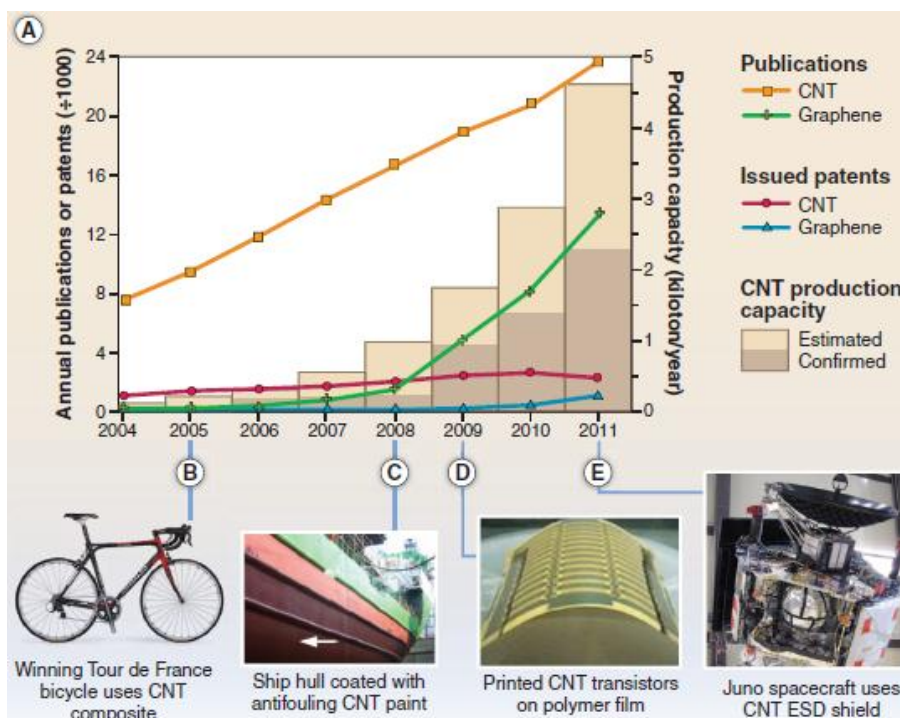 A
Annual publications or patents (÷1000)
24
20
16
12
8
4
0
5
4
3
2
1
0
Production capacity (kiloton/year)
2004 2005 2006 2007 2008 2009 2010 2011
Publications
CNT
Graphene
Issued patents
CNT
Graphene
CNT production
capacity
Estimated
Confirmed
B
C
D
E
Winning Tour de France
bicycle uses CNT
composite
Ship hull coated with
antifouling CNT paint
Printed CNT transistors
on polymer film
Juno spacecraft uses
CNT ESD shield